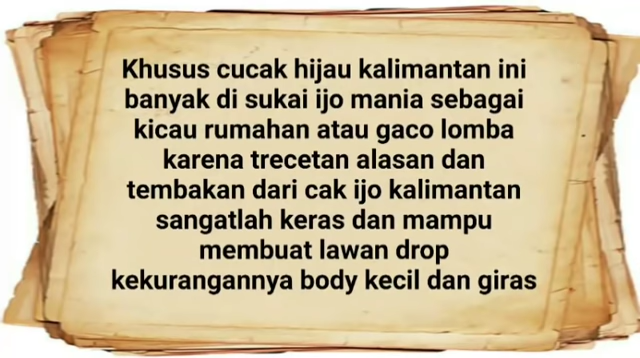 Khusus cucak hijau kalimantan ini
banyak di sukai ijo mania sebagai
kicau rumahan atau gaco lomba
karena trecetan alasan dan
tembakan dari cak ijo kalimantan
sangatlah keras dan mampu
membuat lawan drop
kekurangannya body kecil dan giras